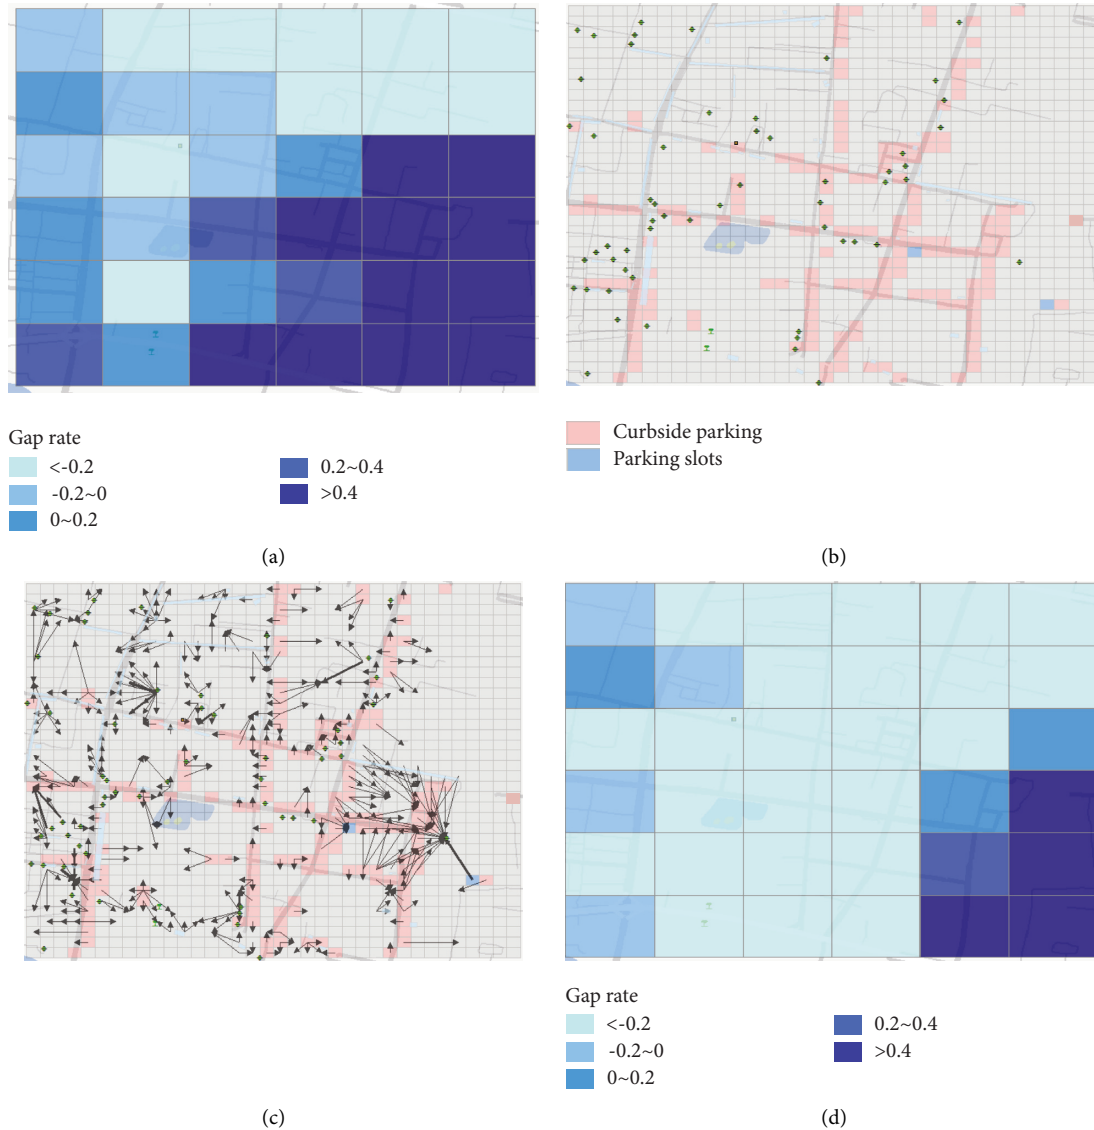 Gap rate
<-0.2
-0.2~0
0~0.2
0.2~0.4
>0.4
(a)
Curbside parking
Parking slots
(b)
(c)
Gap rate
<-0.2
-0.2~0
0~0.2
0.2~0.4
>0.4
(d)